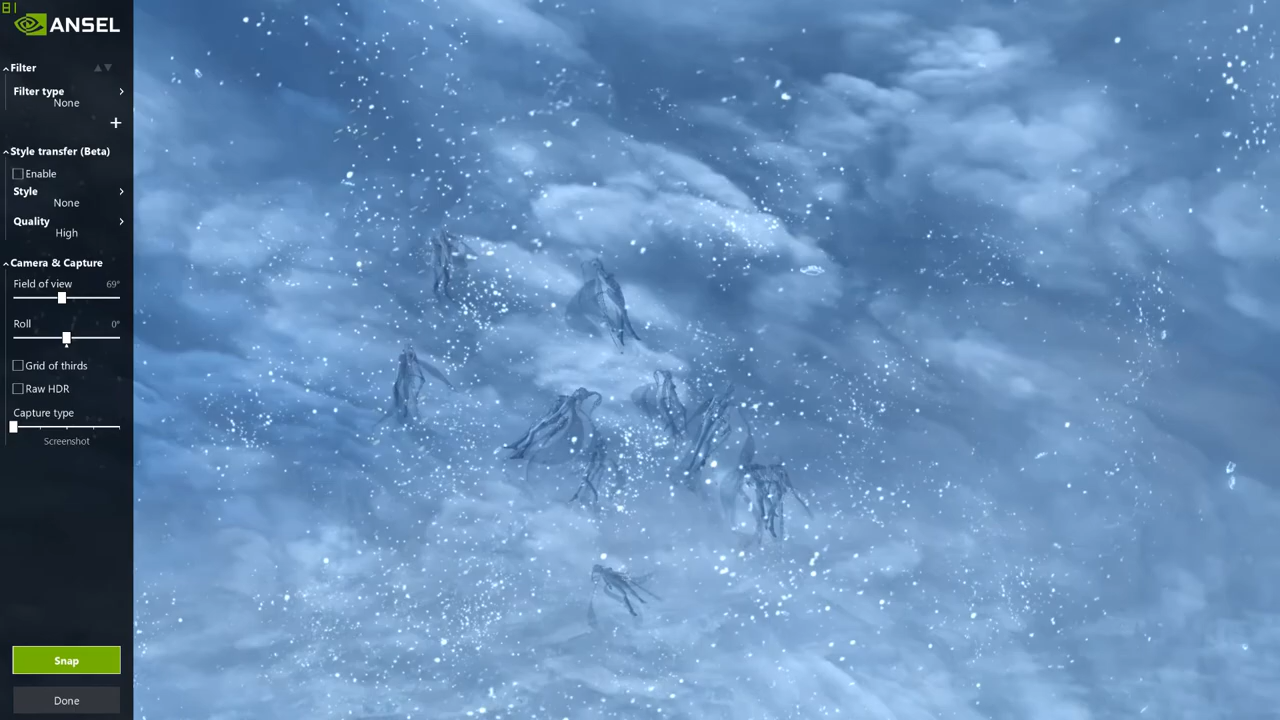 81
ANSEL
Filter
Filter type
None
Style transfer (Beta)
Enable
Style
None
Quality
High
Camera & Capture
Field of view 69°
Roll 0°
Grid of thirds
Raw HDR
Capture type
Screenshot
Snap
Done